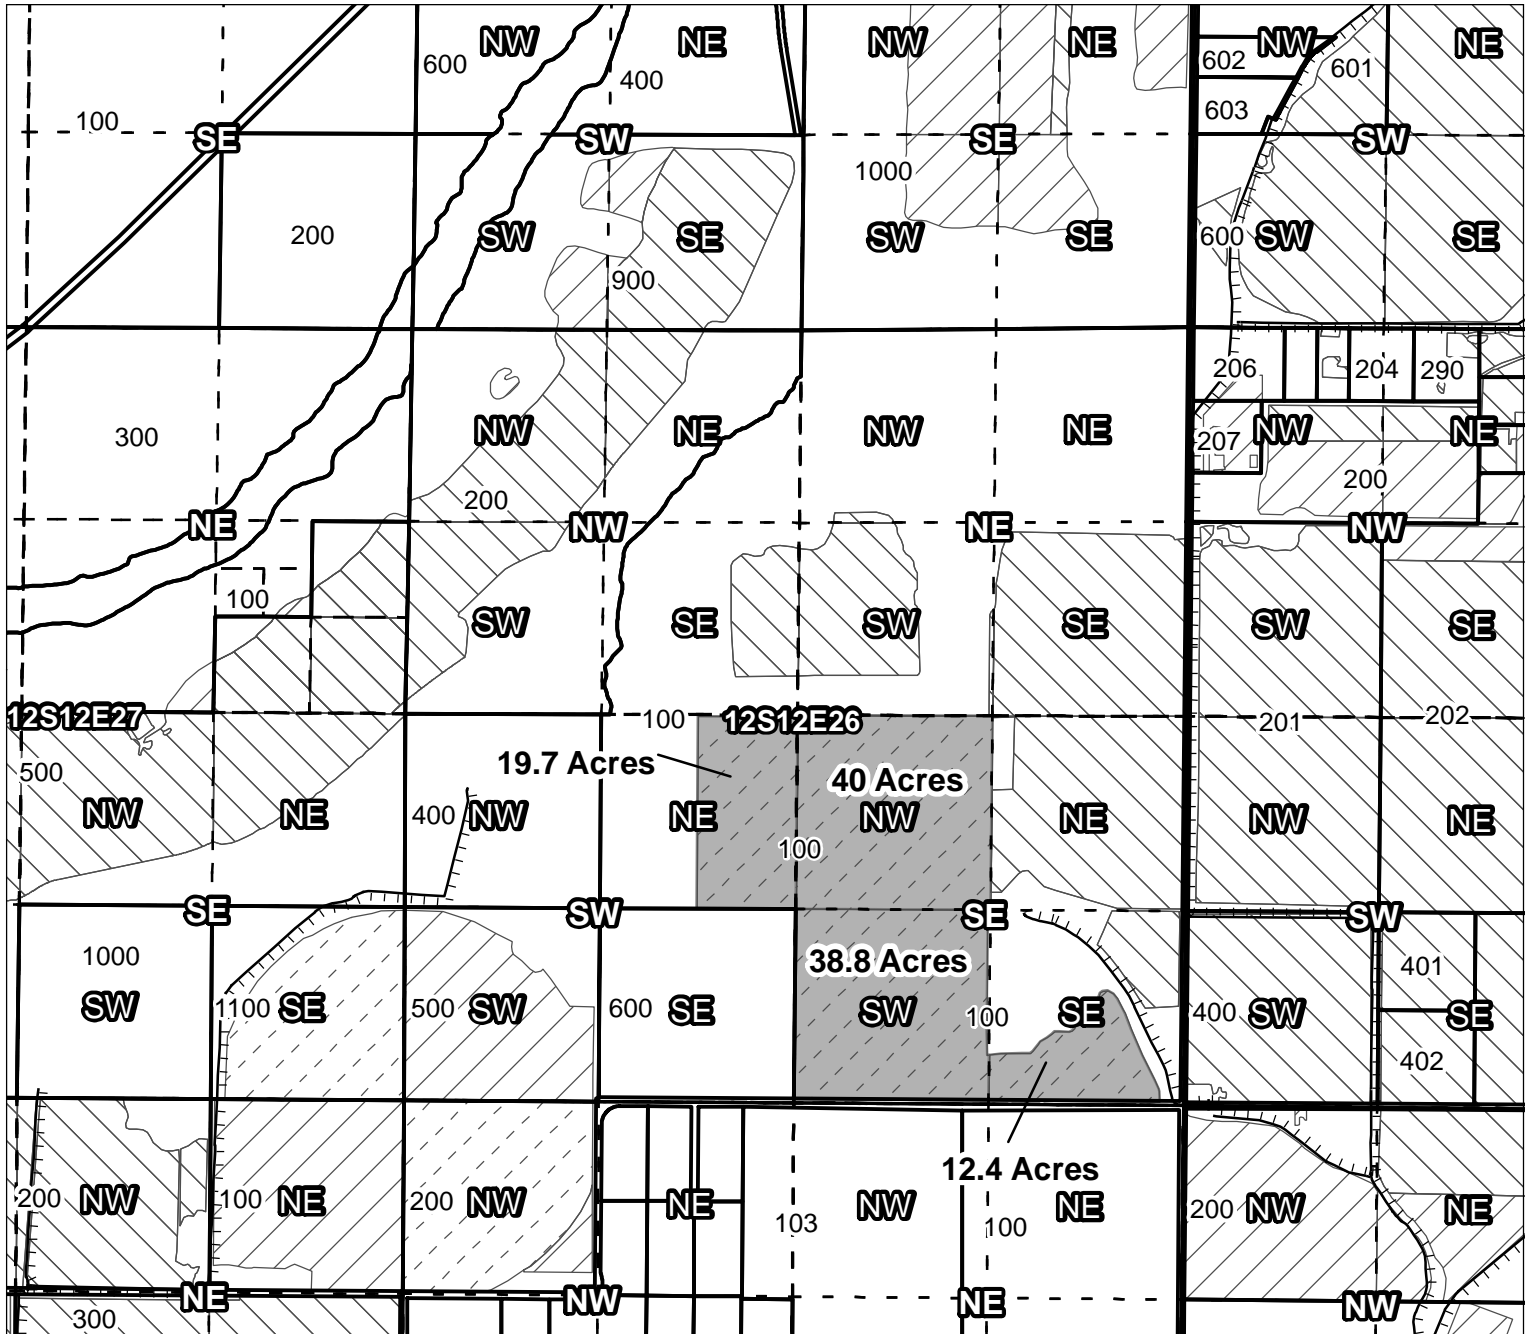 NW
NE
NW
NE
NW
NE
600
400
602
601
603
100
SE
SW
SE
SW
1000
200
SW
SE
SW
SE
600
SW
SE
900
206
204
290
300
NW
NE
NW
NE
207
NW
NE
200
200
NE
NW
NE
NW
100
SW
SE
SW
SE
SW
SE
12S12E27
100
12S12E26
201
202
500
19.7 Acres
40 Acres
NW
NE
400
NW
NE
NW
NE
NW
NE
100
SE
SW
SE
SW
1000
38.8 Acres
401
SW
1100
SE
500
SW
600
SE
SW
100
SE
400
SW
SE
402
12.4 Acres
200
NW
100
NE
200
NW
NE
103
NW
100
NE
200
NW
NE
NE
NW
NE
NW
300